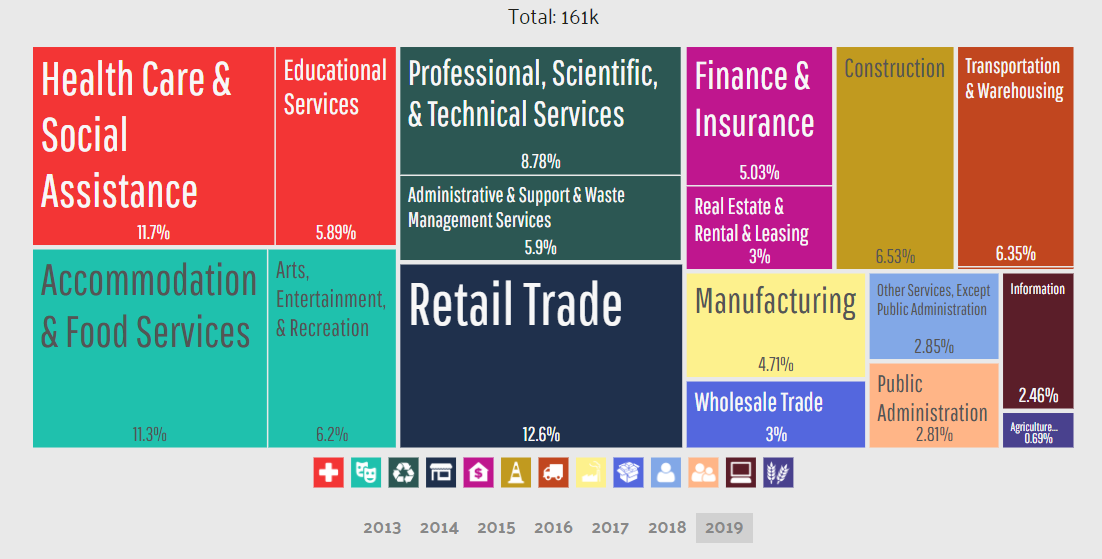 Total: 161k
Health Care &
Social
Assistance
11.7%
Educational
Services
5.89%
Accommodation
& Food Services
11.3%
Arts,
Entertainment,
& Recreation
6.2%
Professional, Scientific,
& Technical Services
8.78%
Administrative & Support & Waste
Management Services
5.9%
Retail Trade
12.6%
Finance &
Insurance
5.03%
Real Estate &
Rental & Leasing
3%
Construction
6.53%
Transportation
& Warehousing
6.35%
Manufacturing
4.71%
Wholesale Trade
3%
Other Services, Except
Public Administration
2.85%
Public
Administration
2.81%
Information
2.46%
Agriculture...
0.69%
2013 2014 2015 2016 2017 2018 2019